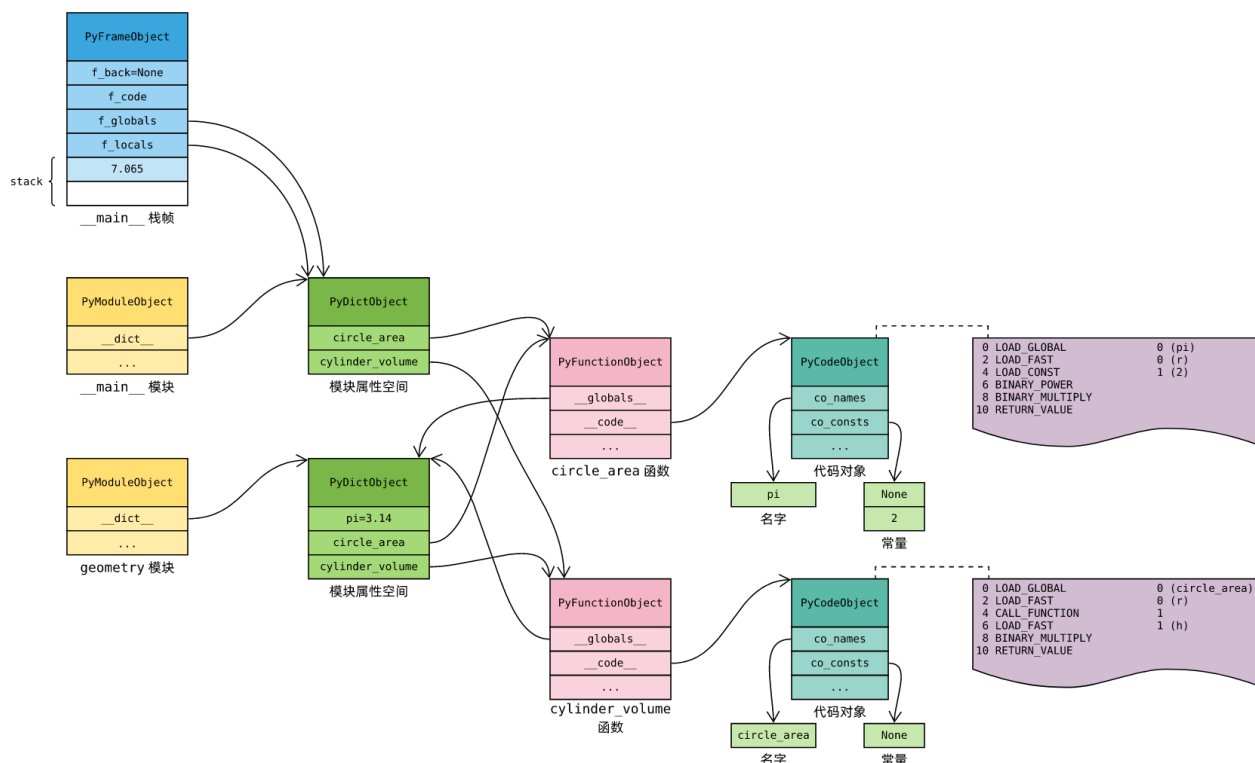 PyFrameObject
f_back=None
f_code
f_globals
f_locals
7.065
stack
__main__ 栈帧
PyModuleObject
__dict__
...
__main__ 模块
PyDictObject
circle_area
cylinder_volume
模块属性空间
PyFunctionObject
__globals__
__code__
...
circle_area 函数
PyCodeObject
co_names
co_consts
...
代码对象
pi
名字
None
2
常量
0 LOAD_GLOBAL 0 (pi)
2 LOAD_FAST 0 (r)
4 LOAD_CONST 1 (2)
6 BINARY_POWER
8 BINARY_MULTIPLY
10 RETURN_VALUE
PyModuleObject
__dict__
...
geometry 模块
PyDictObject
pi=3.14
circle_area
cylinder_volume
模块属性空间
PyFunctionObject
__globals__
__code__
...
cylinder_volume
函数
PyCodeObject
co_names
co_consts
...
代码对象
circle_area
名字
None
常量
0 LOAD_GLOBAL 0 (circle_area)
2 LOAD_FAST 0 (r)
4 CALL_FUNCTION 1
6 LOAD_FAST 1 (h)
8 BINARY_MULTIPLY
10 RETURN_VALUE